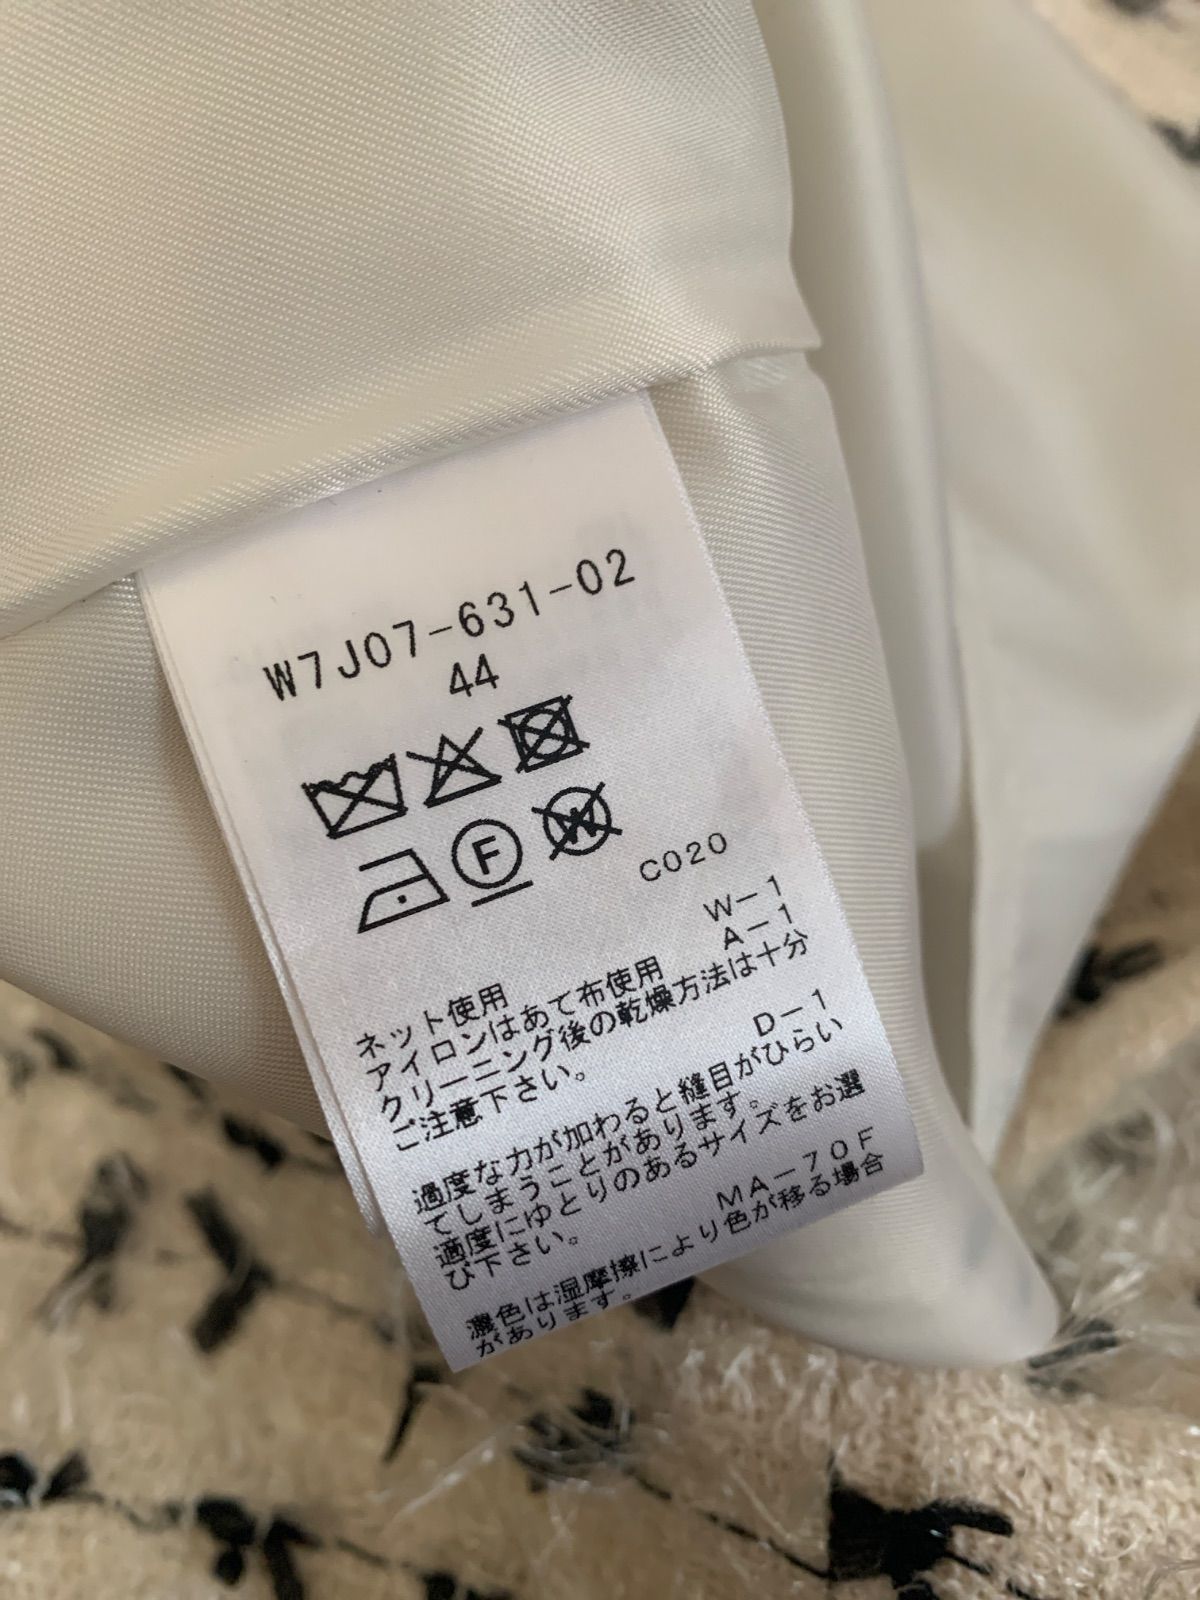 W7J07-631-02
44
F
W
C020
W-1
ネット使用
A-1
アイロンはあて布使用
クリーニング後の乾燥方法は十分
ご注意下さい。
D-1
過度な力が加わると縫目がひらい
てしまうことがあります。
適度にゆとりのあるサイズをお選
び下さい。
MA-70F
濃色は湿摩擦により色が移る場合
があります。